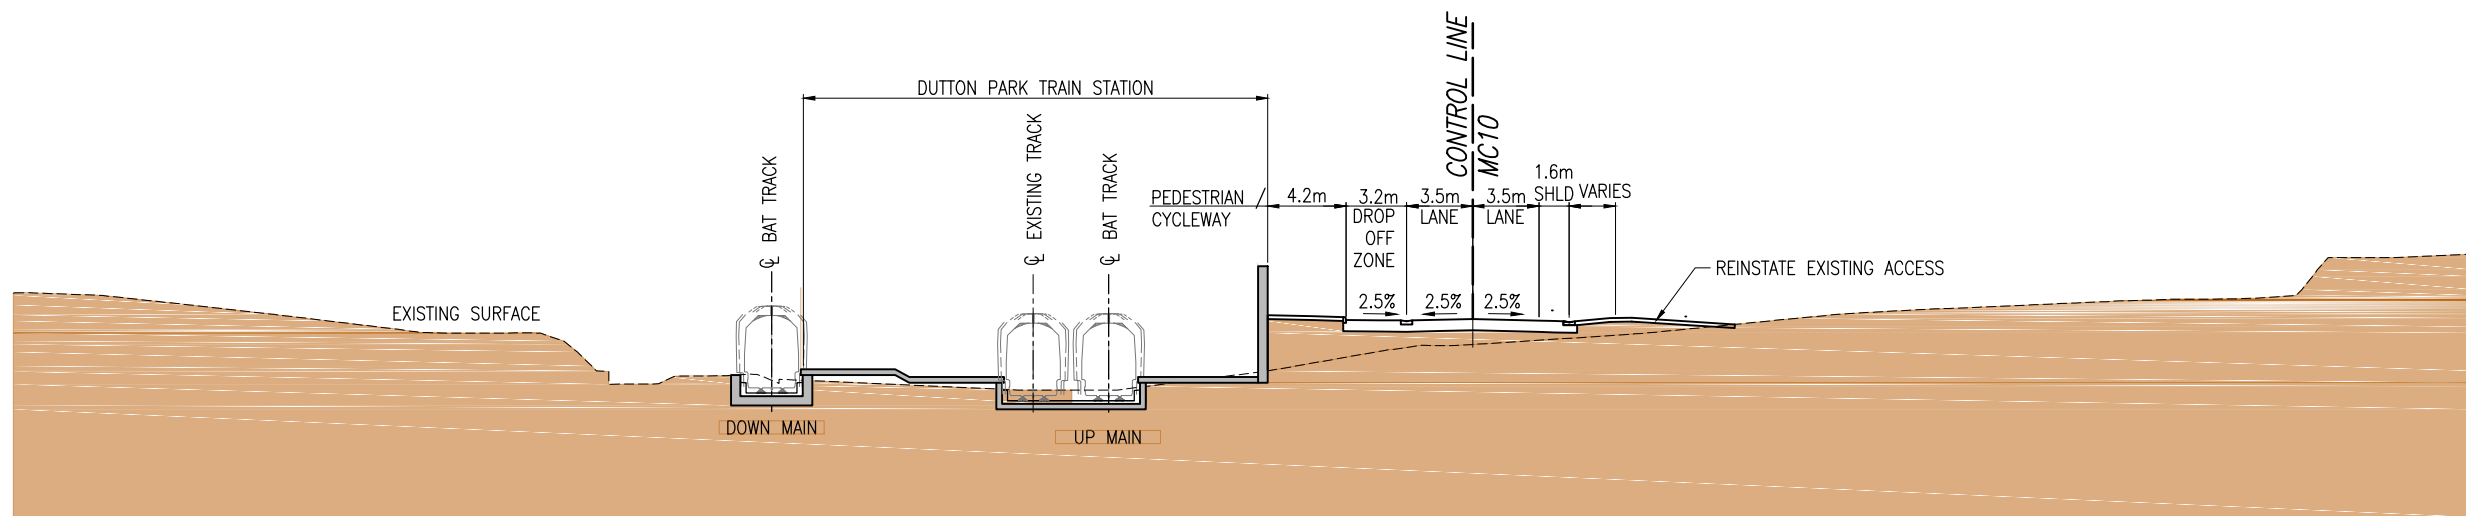 CONTROL LINE
MC10
DUTTON PARK TRAIN STATION
℄ BAT TRACK
℄ EXISTING TRACK
℄ BAT TRACK
PEDESTRIAN
CYCLEWAY
4.2m
3.2m
DROP
OFF
ZONE
3.5m
LANE
3.5m
LANE
1.6m
SHLD
VARIES
REINSTATE EXISTING ACCESS
2.5%
2.5%
2.5%
EXISTING SURFACE
DOWN MAIN
UP MAIN